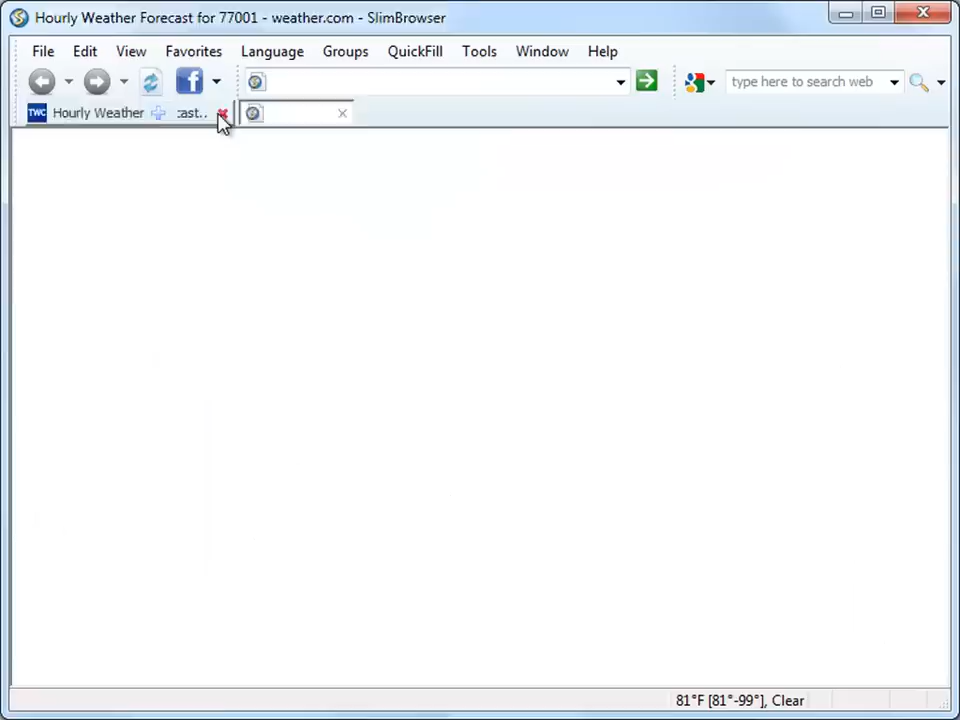 Hourly Weather Forecast for 77001 - weather.com - SlimBrowser
File Edit View Favorites Language Groups QuickFill Tools Window Help
type here to search web
TWC Hourly Weather :ast..
81°F [81°-99°], Clear